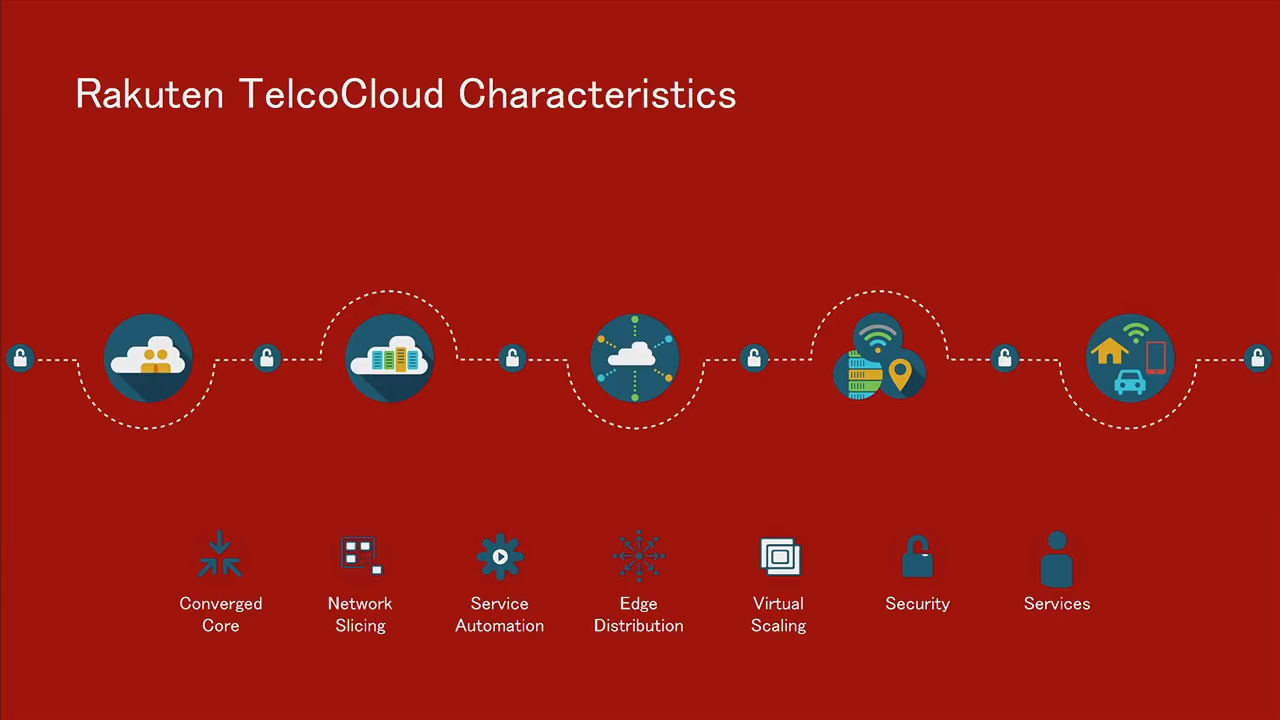 Rakuten TelcoCloud Characteristics
Converged
Core
Network
Slicing
Service
Automation
Edge
Distribution
Virtual
Scaling
Security
Services